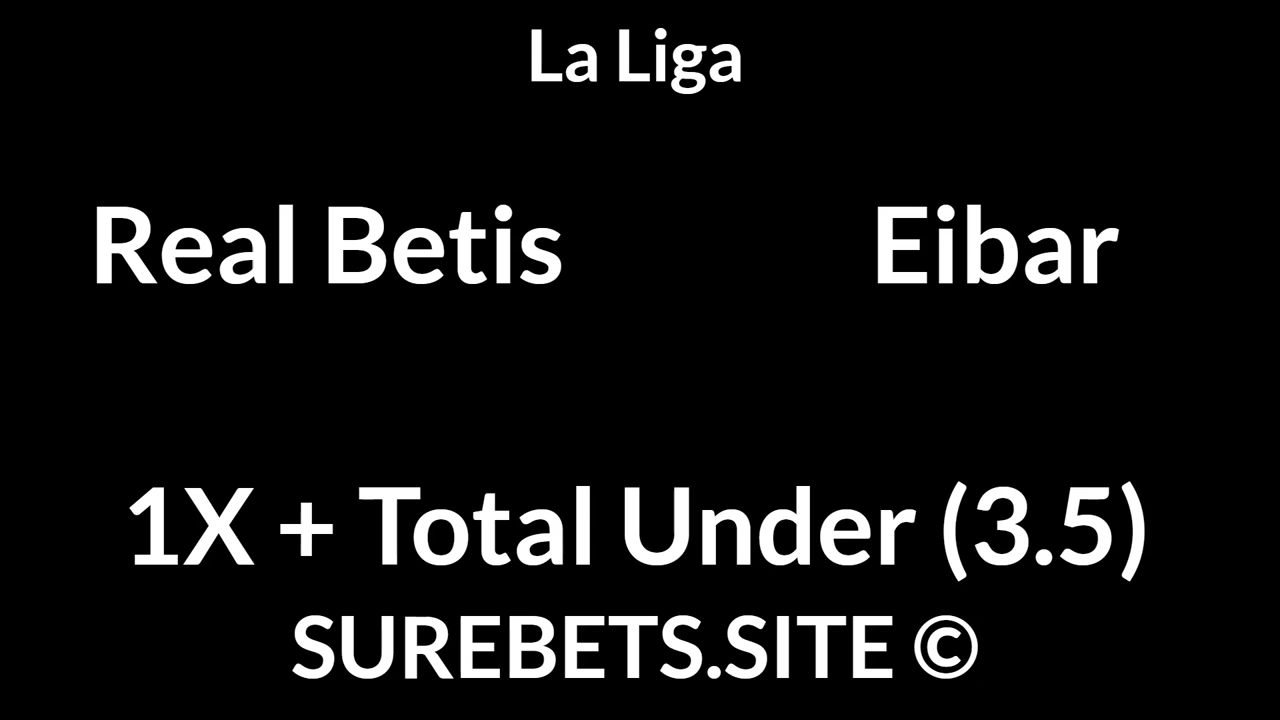 La Liga
Real Betis Eibar
1X + Total Under (3.5)
SUREBETS.SITE ©